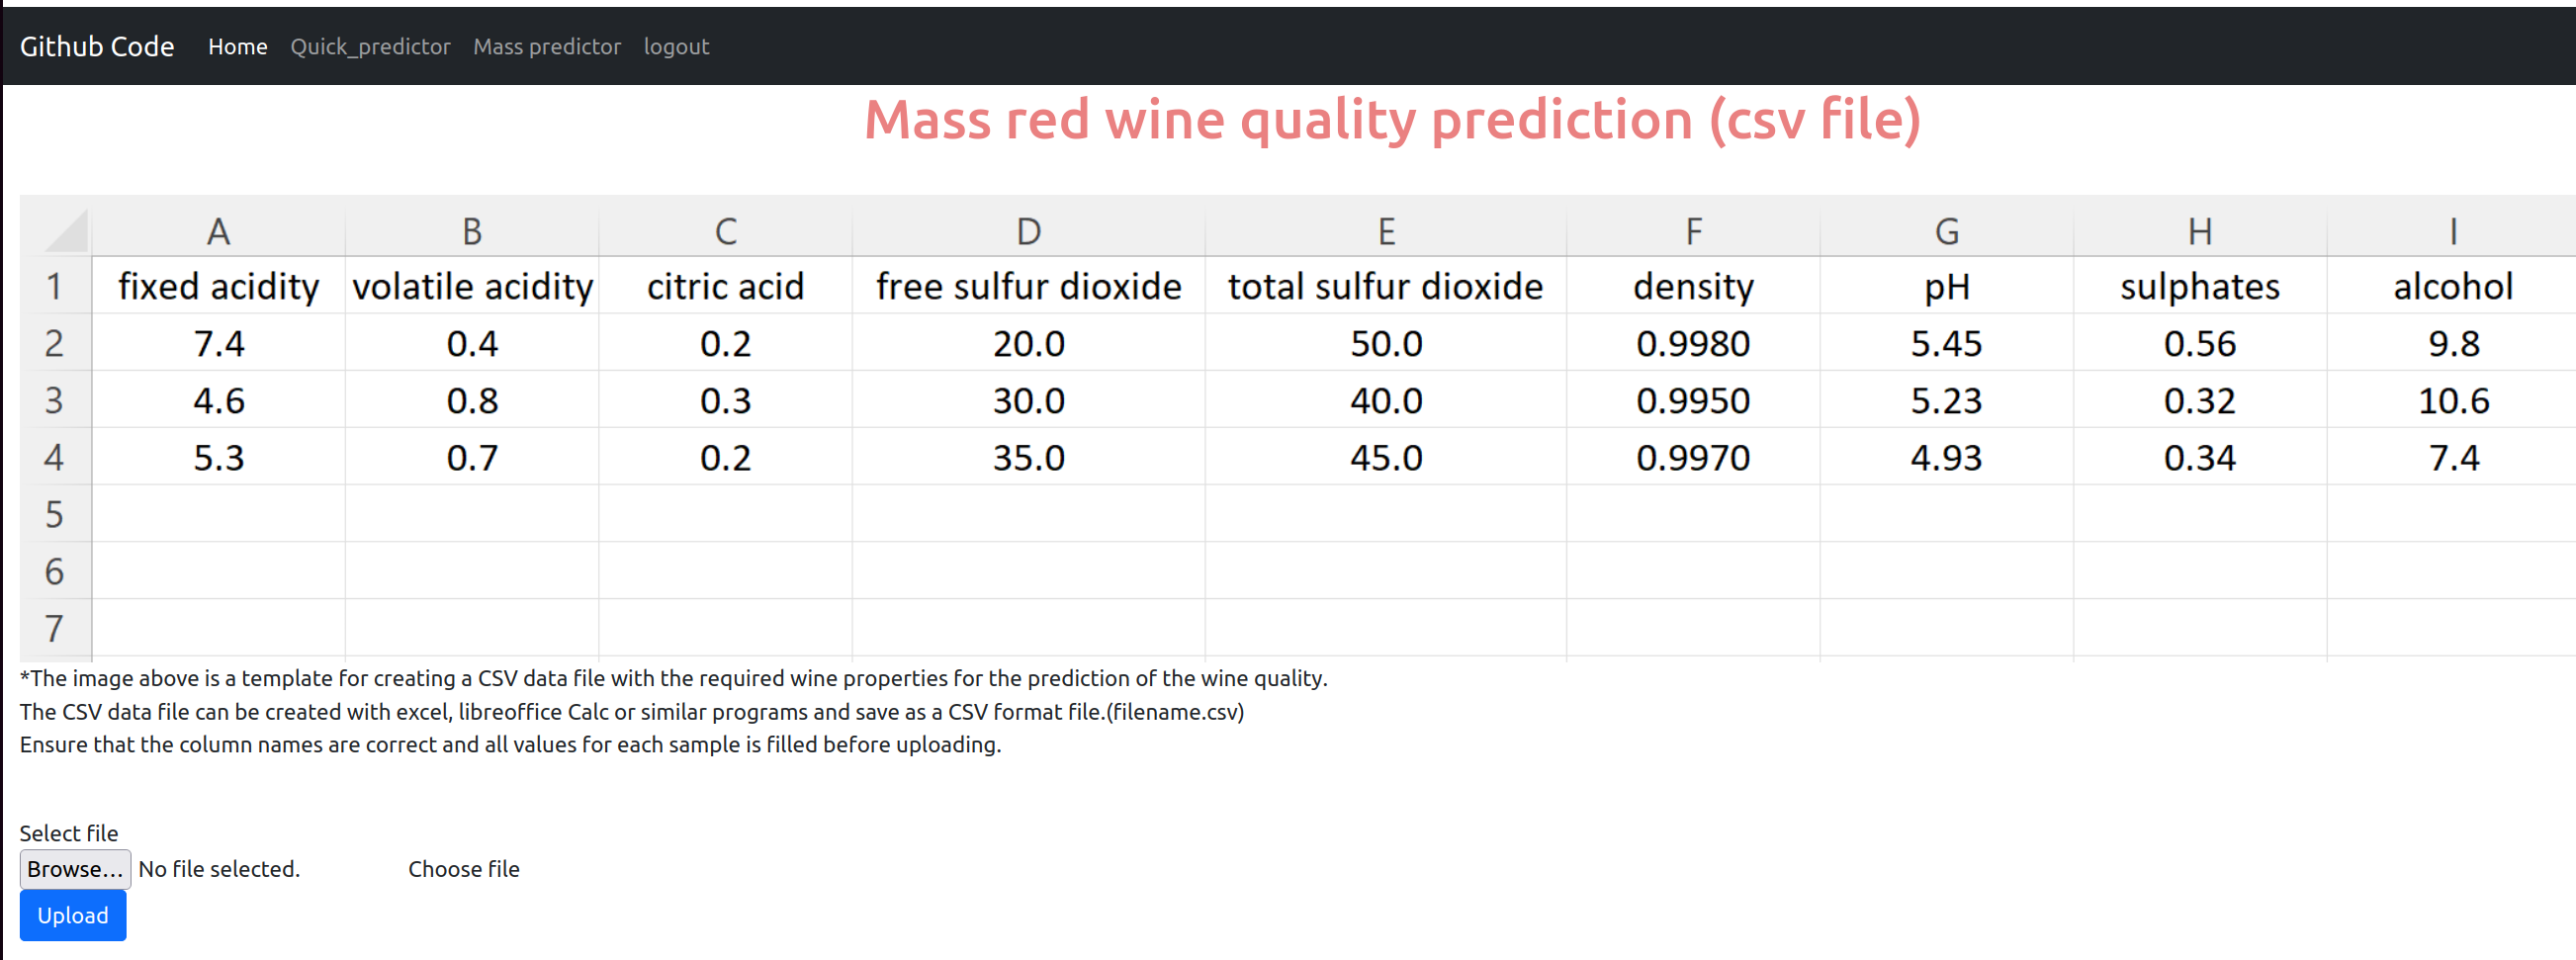 Github Code Home Quick_predictor Mass predictor logout
Mass red wine quality prediction (csv file)
A B C D E F G H I
1 fixed acidity volatile acidity citric acid free sulfur dioxide total sulfur dioxide density pH sulphates alcohol
2 7.4 0.4 0.2 20.0 50.0 0.9980 5.45 0.56 9.8
3 4.6 0.8 0.3 30.0 40.0 0.9950 5.23 0.32 10.6
4 5.3 0.7 0.2 35.0 45.0 0.9970 4.93 0.34 7.4
5
6
7
*The image above is a template for creating a CSV data file with the required wine properties for the prediction of the wine quality.
The CSV data file can be created with excel, libreoffice Calc or similar programs and save as a CSV format file.(filename.csv)
Ensure that the column names are correct and all values for each sample is filled before uploading.
Select file
Browse... No file selected. Choose file
Upload